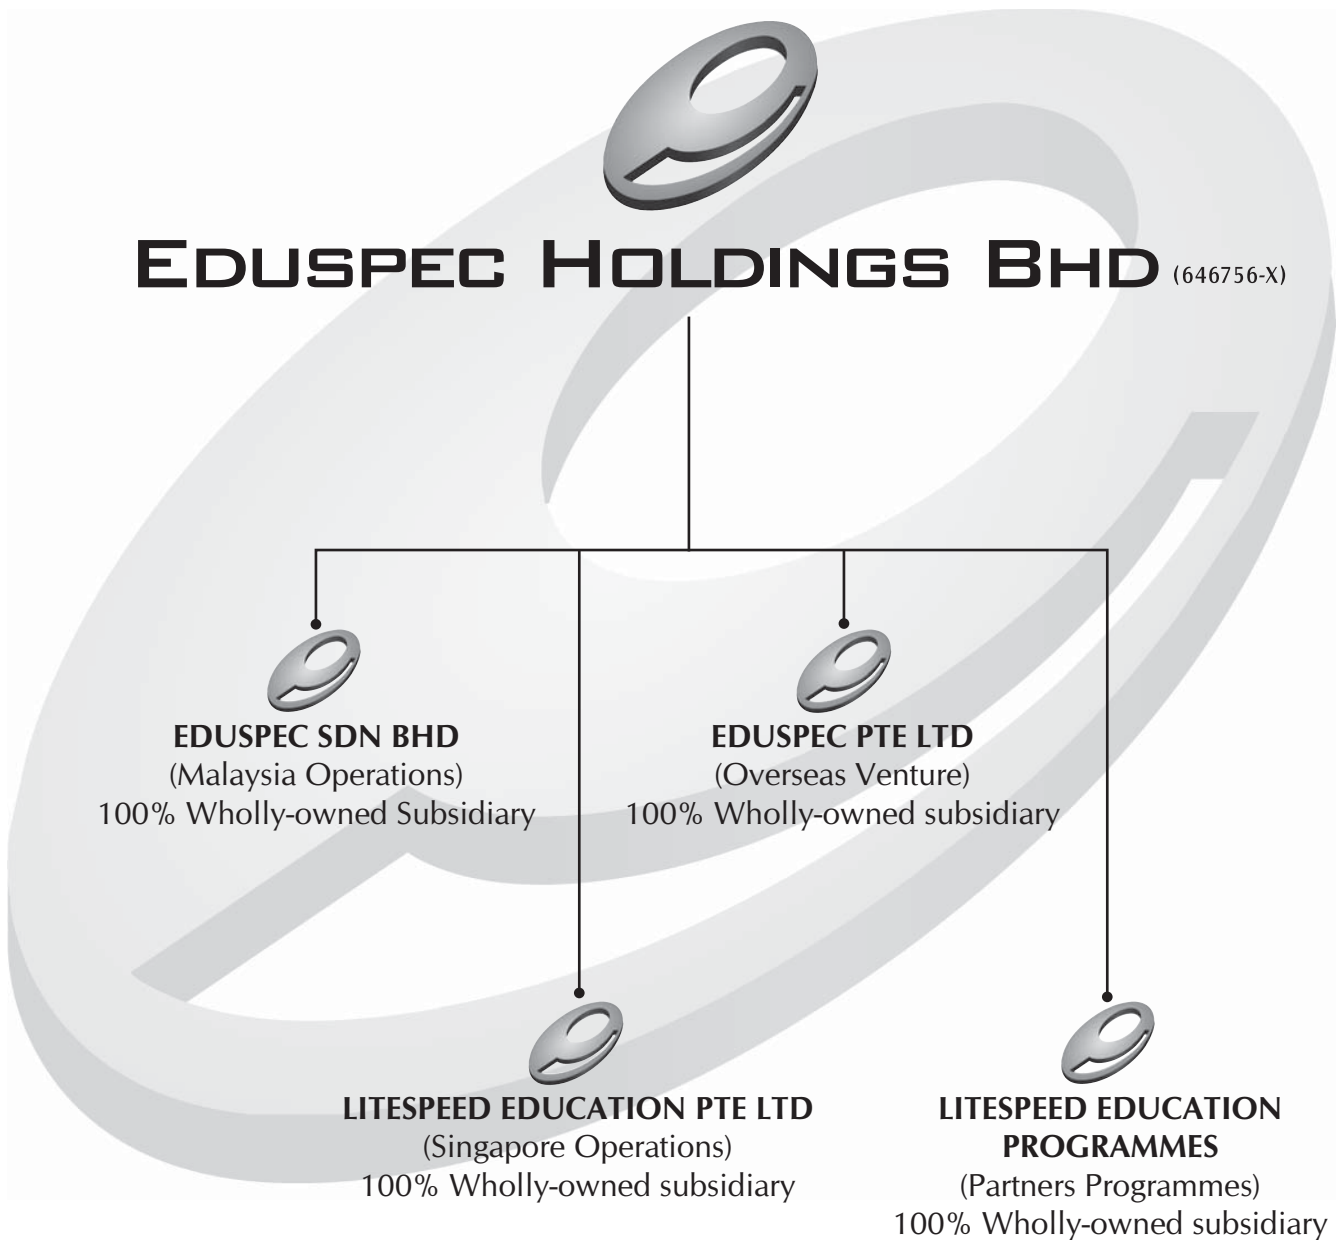 EDUSPEC HOLDINGS BHD (646756-X)
EDUSPEC SDN BHD
(Malaysia Operations)
100% Wholly-owned Subsidiary
EDUSPEC PTE LTD
(Overseas Venture)
100% Wholly-owned subsidiary
LITESPEED EDUCATION PTE LTD
(Singapore Operations)
100% Wholly-owned subsidiary
LITESPEED EDUCATION
PROGRAMMES
(Partners Programmes)
100% Wholly-owned subsidiary